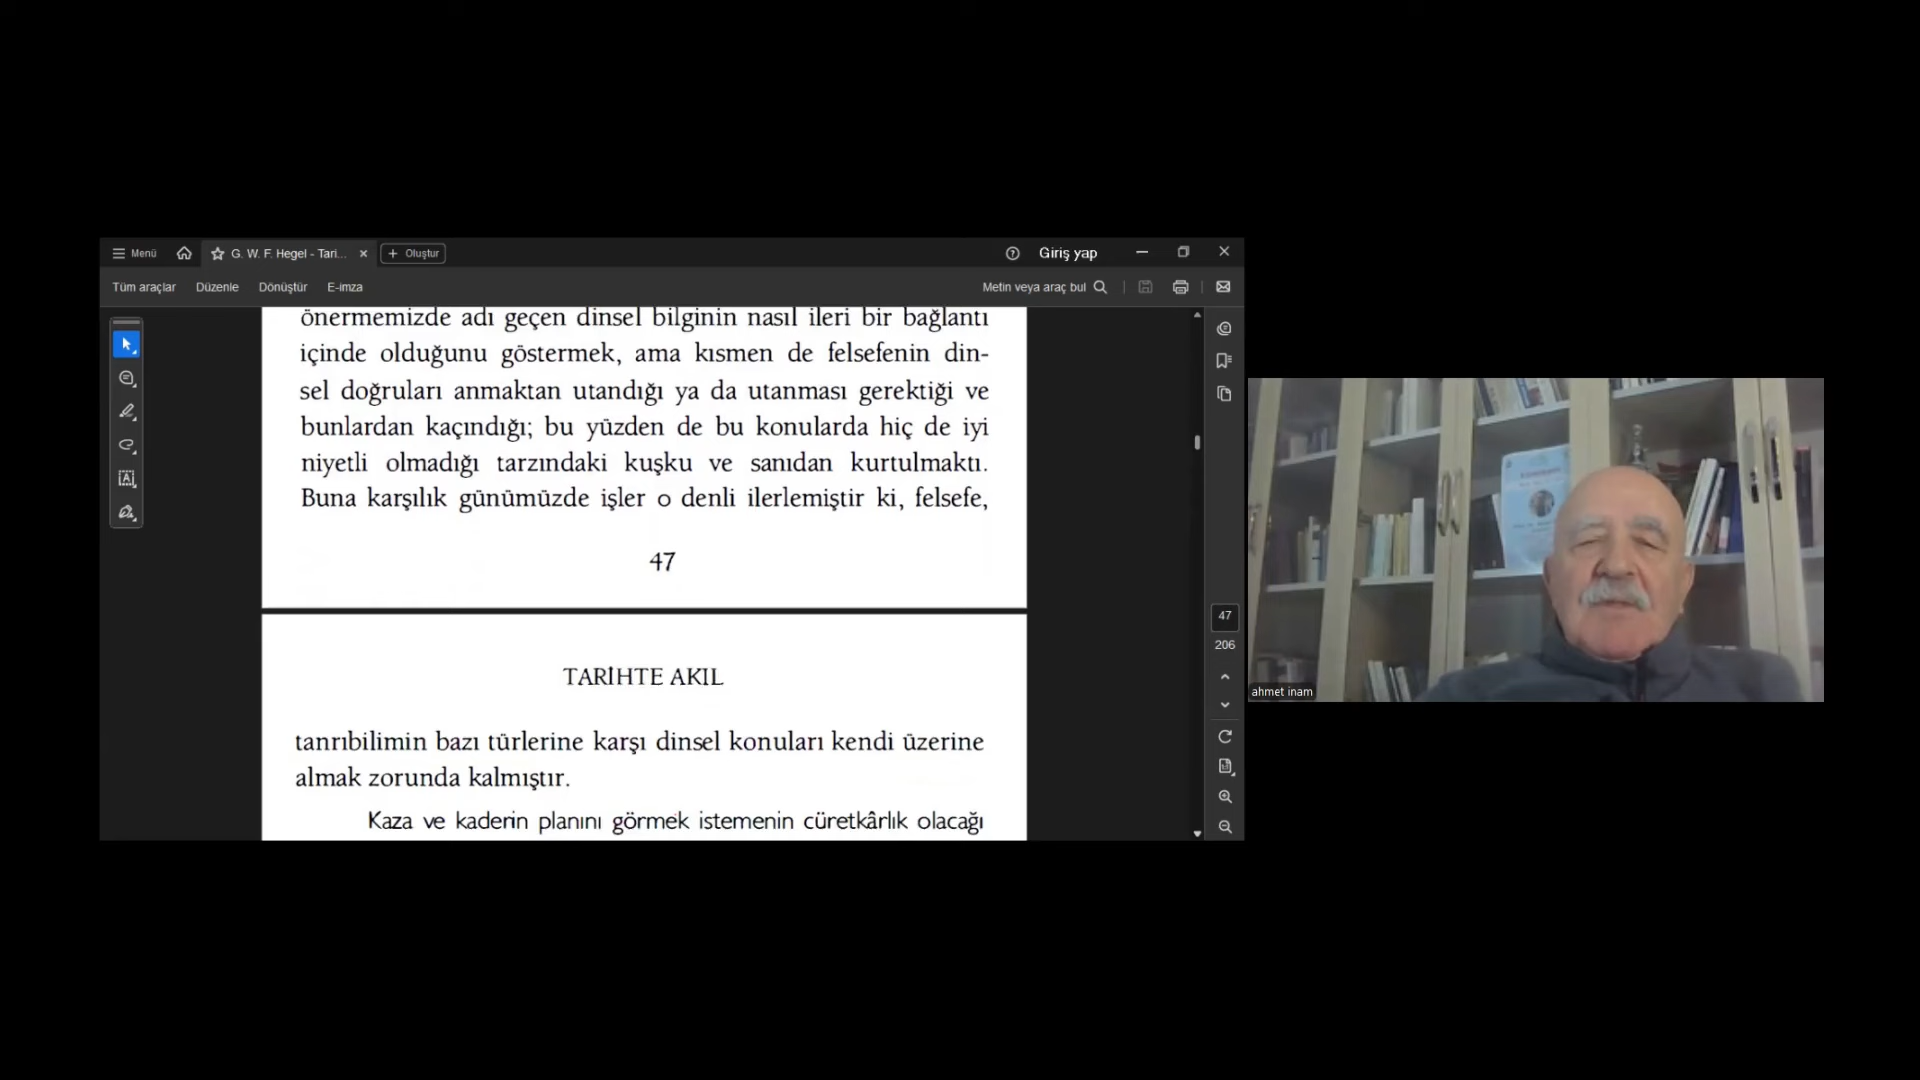 Menü
G. W. F. Hegel - Tari...
Oluştur
Giriş yap
Tüm araçlar
Düzenle
Dönüştür
E-imza
Metin veya araç bul
önermemizde adı geçen dinsel bilginin nasıl ileri bir bağlantı
içinde olduğunu göstermek, ama kısmen de felsefenin din-
sel doğruları anmaktan utandığı ya da utanması gerektiği ve
bunlardan kaçındığı; bu yüzden de bu konularda hiç de iyi
niyetli olmadığı tarzındaki kuşku ve sanıdan kurtulmaktı.
Buna karşılık günümüzde işler o denli ilerlemiştir ki, felsefe,
47
TARİHTE AKIL
tanrıbilimin bazı türlerine karşı dinsel konuları kendi üzerine
almak zorunda kalmıştır.
Kaza ve kaderin planını görmek istemenin cüretkârlık olacağı
47
206
ahmet inam